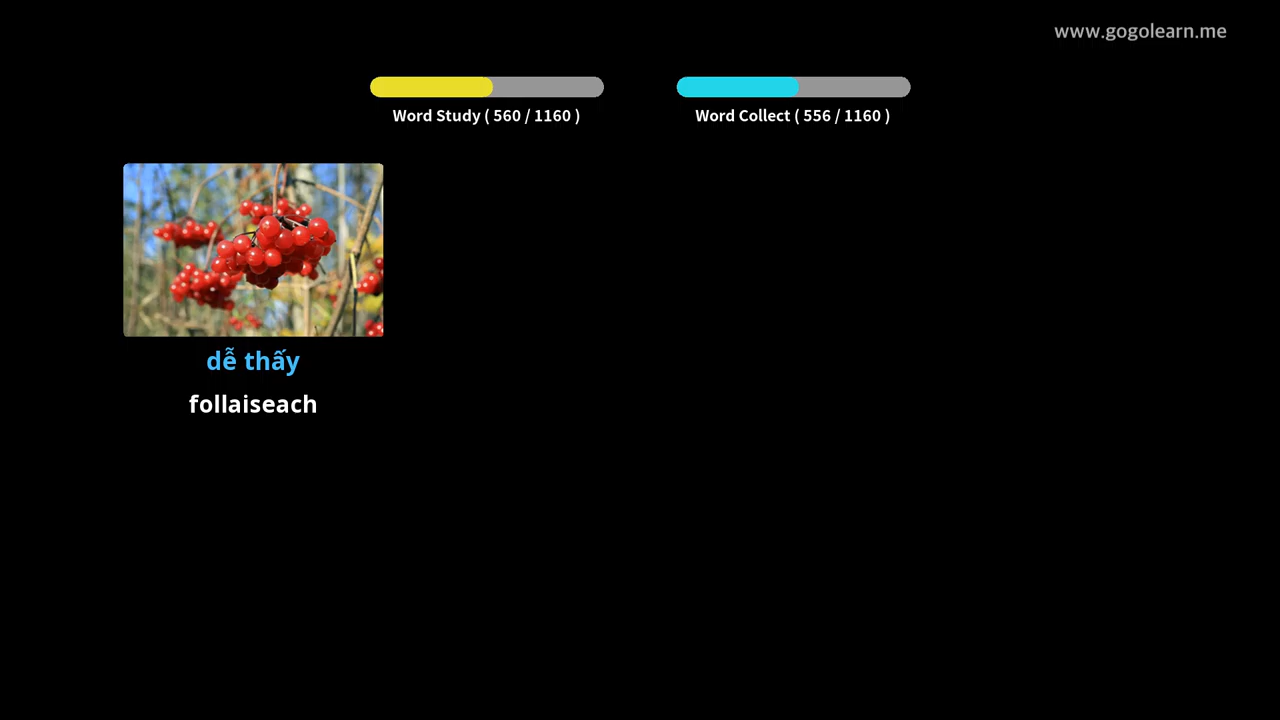 www.gogolearn.me
Word Study ( 560 / 1160 )
Word Collect ( 556 / 1160 )
dễ thấy
follaiseach